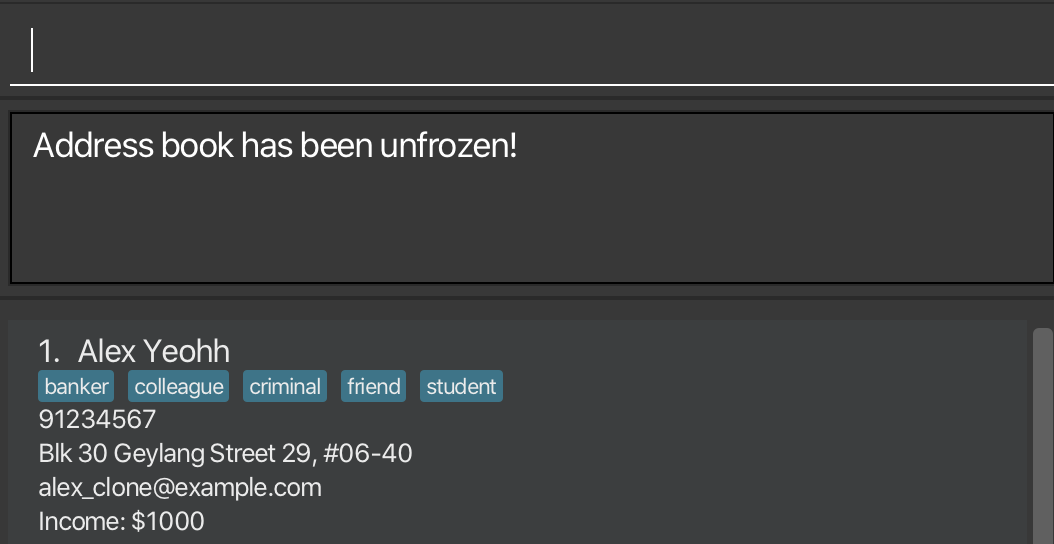 Address book has been unfrozen!
1. Alex Yeohh
banker colleague criminal friend student
91234567
Blk 30 Geylang Street 29, #06-40
alex_clone@example.com
Income: $1000